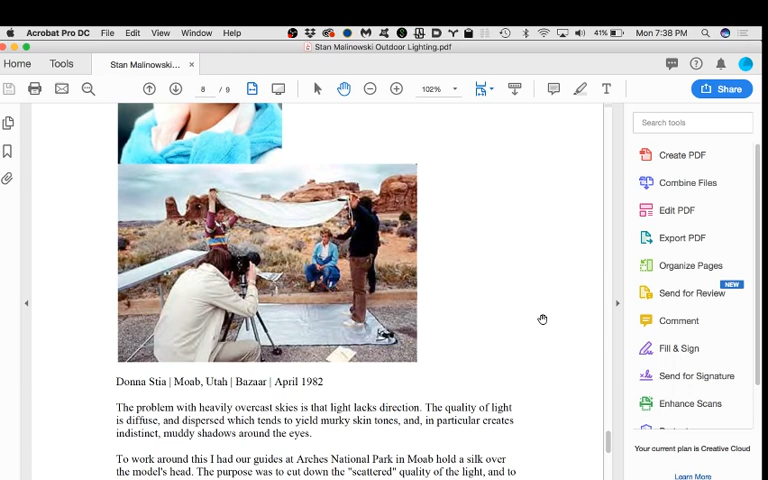 Acrobat Pro DC File Edit View Window Help 41% Mon 7:38 PM
Stan Malinowski Outdoor Lighting.pdf
Home Tools Stan Malinowski... ×
8 / 9 102% Share
Search tools
Create PDF
Combine Files
Edit PDF
Export PDF
Organize Pages
NEW
Send for Review
Comment
Fill & Sign
Send for Signature
Enhance Scans
Your current plan is Creative Cloud
Learn More
Donna Stia | Moab, Utah | Bazaar | April 1982
The problem with heavily overcast skies is that light lacks direction. The quality of light
is diffuse, and dispersed which tends to yield murky skin tones, and, in particular creates
indistinct, muddy shadows around the eyes.
To work around this I had our guides at Arches National Park in Moab hold a silk over
the model's head. The purpose was to cut down the "scattered" quality of the light, and to